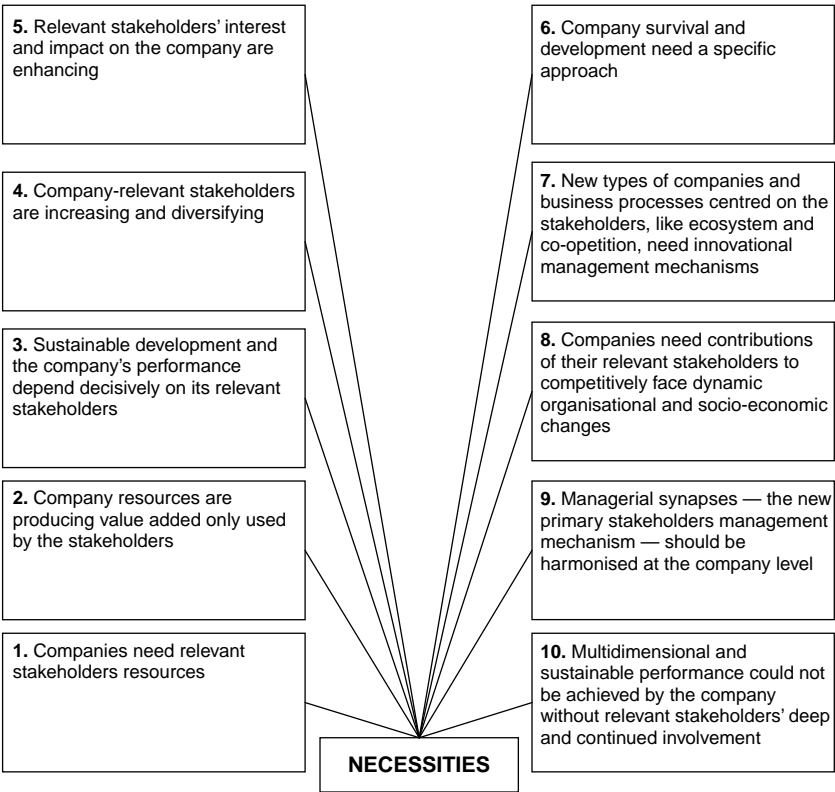 5. Relevant stakeholders’ interest
and impact on the company are
enhancing
4. Company-relevant stakeholders
are increasing and diversifying
3. Sustainable development and
the company’s performance
depend decisively on its relevant
stakeholders
2. Company resources are
producing value added only used
by the stakeholders
1. Companies need relevant
stakeholders resources
6. Company survival and
development need a specific
approach
7. New types of companies and
business processes centred on the
stakeholders, like ecosystem and
co-opetition, need innovational
management mechanisms
8. Companies need contributions
of their relevant stakeholders to
competitively face dynamic
organisational and socio-economic
changes
9. Managerial synapses — the new
primary stakeholders management
mechanism — should be
harmonised at the company level
10. Multidimensional and
sustainable performance could not
be achieved by the company
without relevant stakeholders’ deep
and continued involvement
NECESSITIES